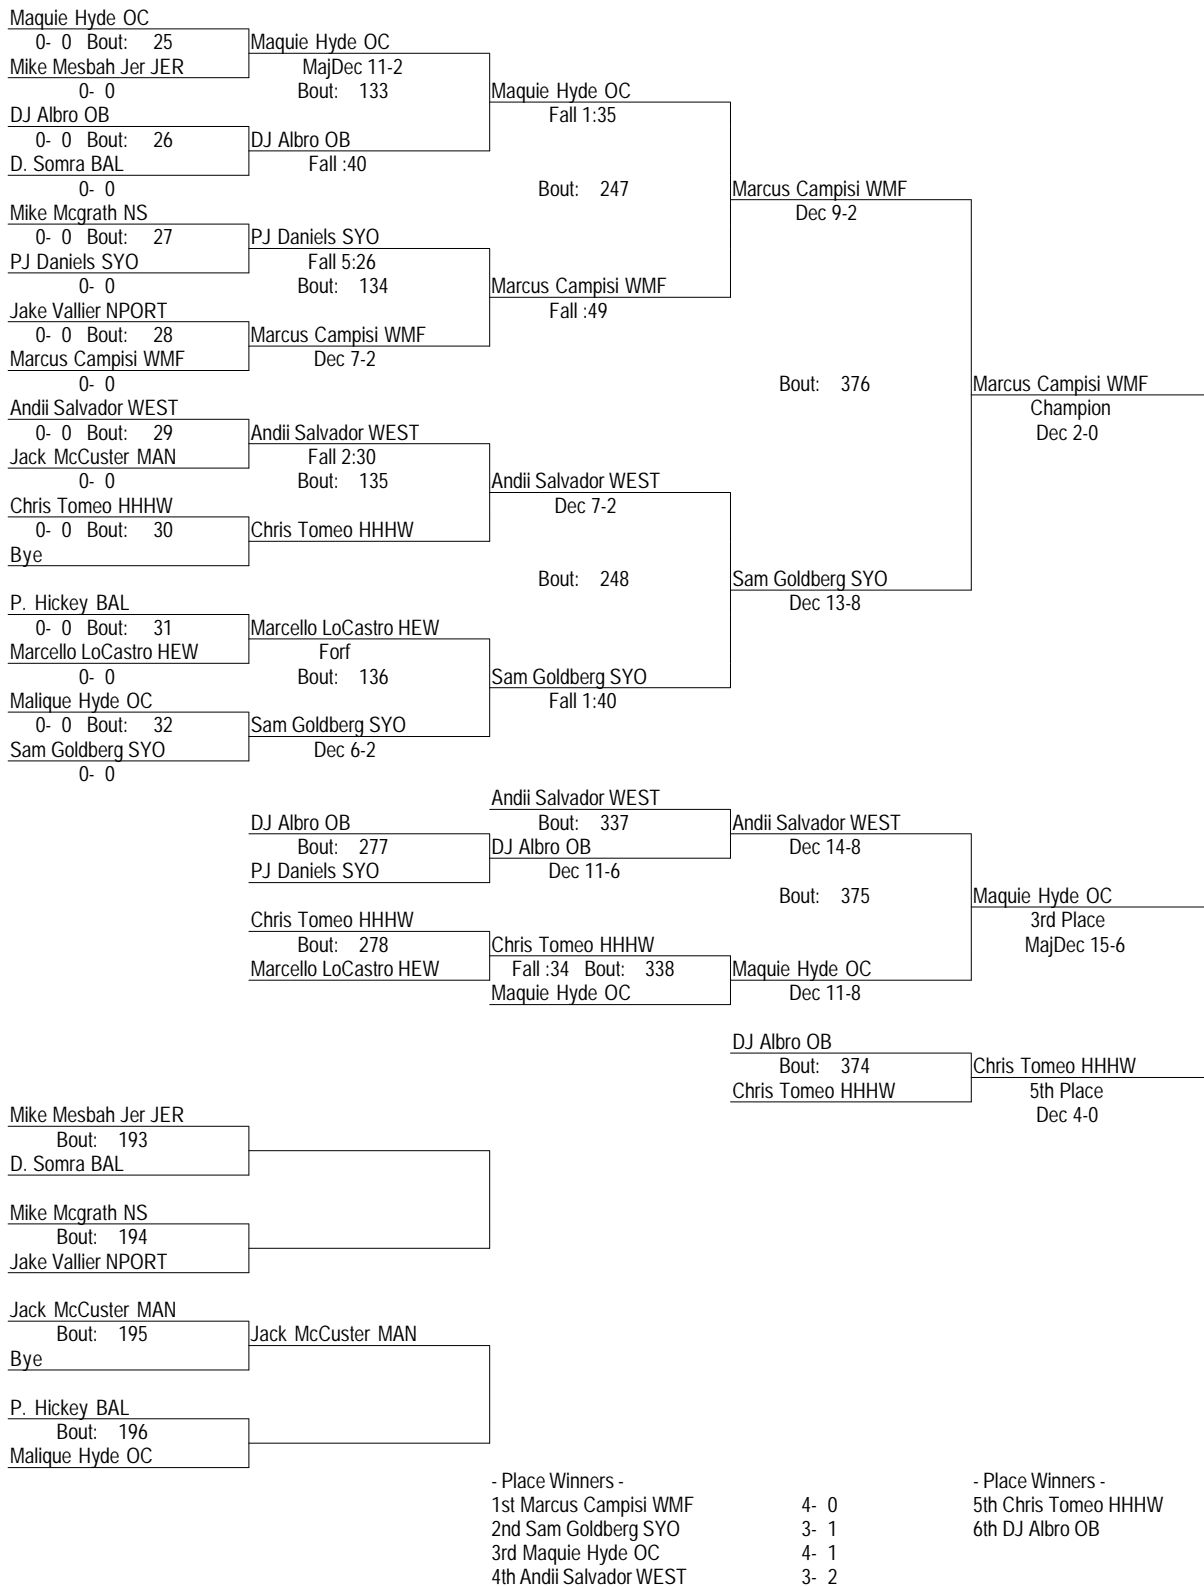 Maquie Hyde OC
0- 0 Bout: 25
Maquie Hyde OC
Mike Mesbah Jer JER
MajDec 11-2
0- 0
Bout: 133
Maquie Hyde OC
DJ Albro OB
Fall 1:35
0- 0 Bout: 26
DJ Albro OB
D. Somra BAL
Fall :40
0- 0
Bout: 247
Marcus Campisi WMF
Mike Mcgrath NS
Dec 9-2
0- 0 Bout: 27
PJ Daniels SYO
PJ Daniels SYO
Fall 5:26
0- 0
Bout: 134
Marcus Campisi WMF
Jake Vallier NPORT
Fall :49
0- 0 Bout: 28
Marcus Campisi WMF
Marcus Campisi WMF
Dec 7-2
0- 0
Bout: 376
Marcus Campisi WMF
Andii Salvador WEST
Champion
0- 0 Bout: 29
Andii Salvador WEST
Dec 2-0
Jack McCuster MAN
Fall 2:30
0- 0
Bout: 135
Andii Salvador WEST
Chris Tomeo HHHW
Dec 7-2
0- 0 Bout: 30
Chris Tomeo HHHW
Bye
Bout: 248
Sam Goldberg SYO
P. Hickey BAL
Dec 13-8
0- 0 Bout: 31
Marcello LoCastro HEW
Marcello LoCastro HEW
Forf
0- 0
Bout: 136
Sam Goldberg SYO
Malique Hyde OC
Fall 1:40
0- 0 Bout: 32
Sam Goldberg SYO
Sam Goldberg SYO
Dec 6-2
0- 0
Andii Salvador WEST
DJ Albro OB
Bout: 337
Andii Salvador WEST
Bout: 277
DJ Albro OB
Dec 14-8
PJ Daniels SYO
Dec 11-6
Bout: 375
Maquie Hyde OC
Chris Tomeo HHHW
3rd Place
Bout: 278
Chris Tomeo HHHW
MajDec 15-6
Marcello LoCastro HEW
Fall :34 Bout: 338
Maquie Hyde OC
Maquie Hyde OC
Dec 11-8
DJ Albro OB
Bout: 374
Chris Tomeo HHHW
Chris Tomeo HHHW
5th Place
Dec 4-0
Mike Mesbah Jer JER
Bout: 193
D. Somra BAL
Mike Mcgrath NS
Bout: 194
Jake Vallier NPORT
Jack McCuster MAN
Bout: 195
Jack McCuster MAN
Bye
P. Hickey BAL
Bout: 196
Malique Hyde OC
- Place Winners -
1st Marcus Campisi WMF 4- 0
2nd Sam Goldberg SYO 3- 1
3rd Maquie Hyde OC 4- 1
4th Andii Salvador WEST 3- 2
- Place Winners -
5th Chris Tomeo HHHW
6th DJ Albro OB